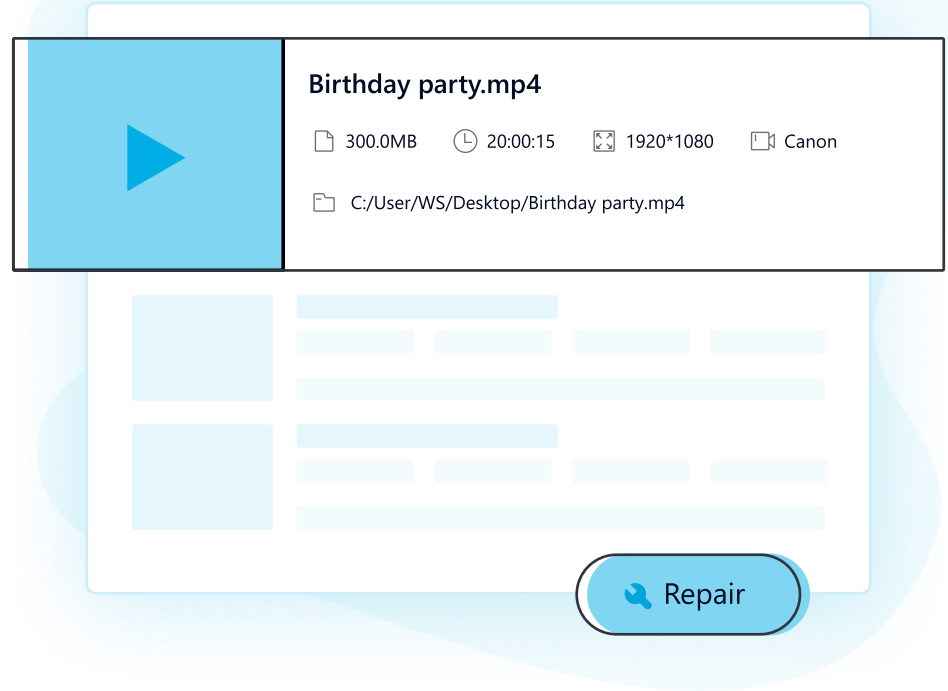 Birthday party.mp4
300.0MB 20:00:15 1920*1080 Canon
C:/User/WS/Desktop/Birthday party.mp4
Repair